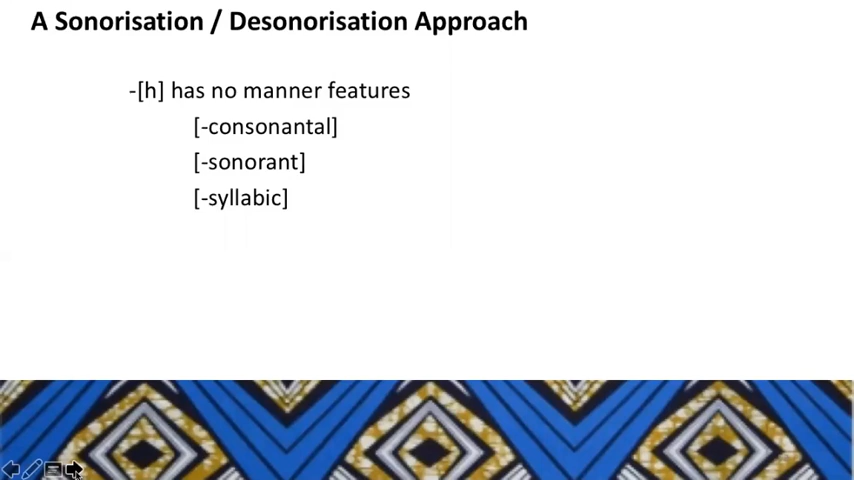 A Sonorisation / Desonorisation Approach
-[h] has no manner features
[-consonantal]
[-sonorant]
[-syllabic]